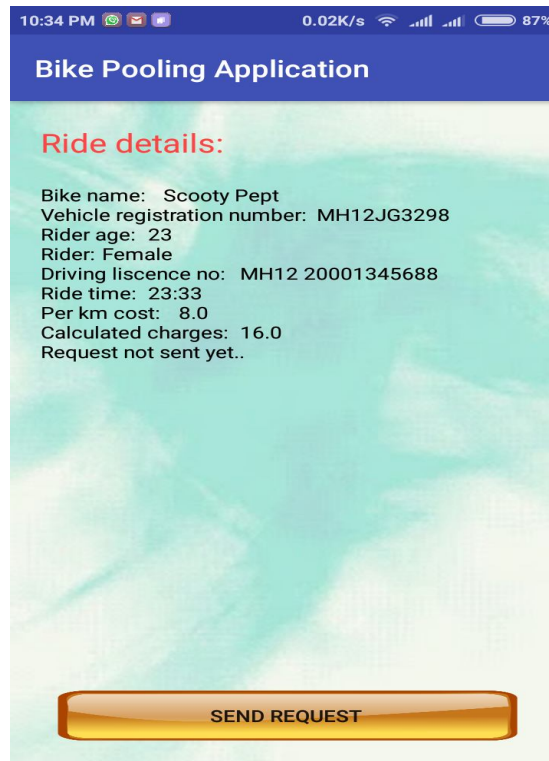 10:34 PM 0.02K/s 87%
Bike Pooling Application
Ride details:
Bike name: Scooty Pept
Vehicle registration number: MH12JG3298
Rider age: 23
Rider: Female
Driving liscence no: MH12 20001345688
Ride time: 23:33
Per km cost: 8.0
Calculated charges: 16.0
Request not sent yet..
SEND REQUEST